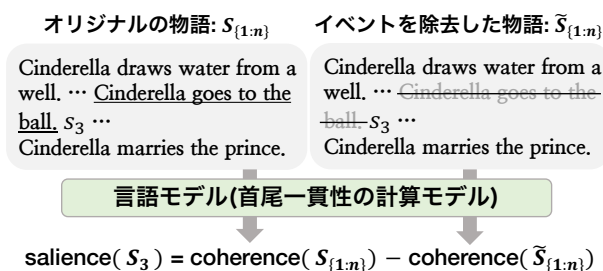 オリジナルの物語: S{1:n}
イベントを除去した物語: S̃{1:n}
Cinderella draws water from a
well. … Cinderella goes to the
ball. S3 …
Cinderella marries the prince.
Cinderella draws water from a
well. … Cinderella goes to the
ball. S3 …
Cinderella marries the prince.
言語モデル(首尾一貫性の計算モデル)
salience( S3 ) = coherence( S{1:n} ) − coherence( S̃{1:n} )